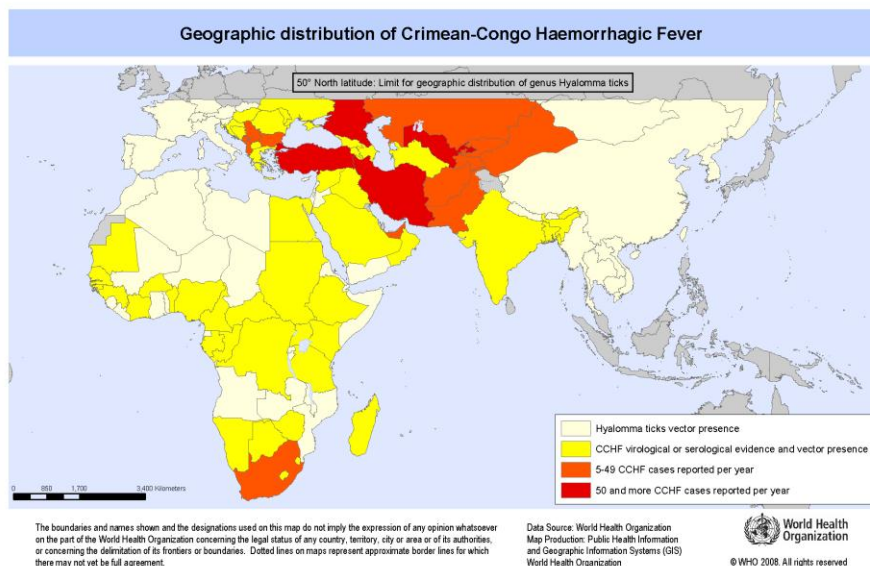 Geographic distribution of Crimean-Congo Haemorrhagic Fever
50° North latitude: Limit for geographic distribution of genus Hyalomma ticks
Hyalomma ticks vector presence
CCHF virological or serological evidence and vector presence
5-49 CCHF cases reported per year
50 and more CCHF cases reported per year
0 850 1,700 3,400 Kilometers
The boundaries and names shown and the designations used on this map do not imply the expression of any opinion whatsoever
on the part of the World Health Organization concerning the legal status of any country, territory, city or area or of its authorities,
or concerning the delimitation of its frontiers or boundaries. Dotted lines on maps represent approximate border lines for which
there may not yet be full agreement.
Data Source: World Health Organization
Map Production: Public Health Information
and Geographic Information Systems (GIS)
World Health Organization
World Health
Organization
© WHO 2008. All rights reserved